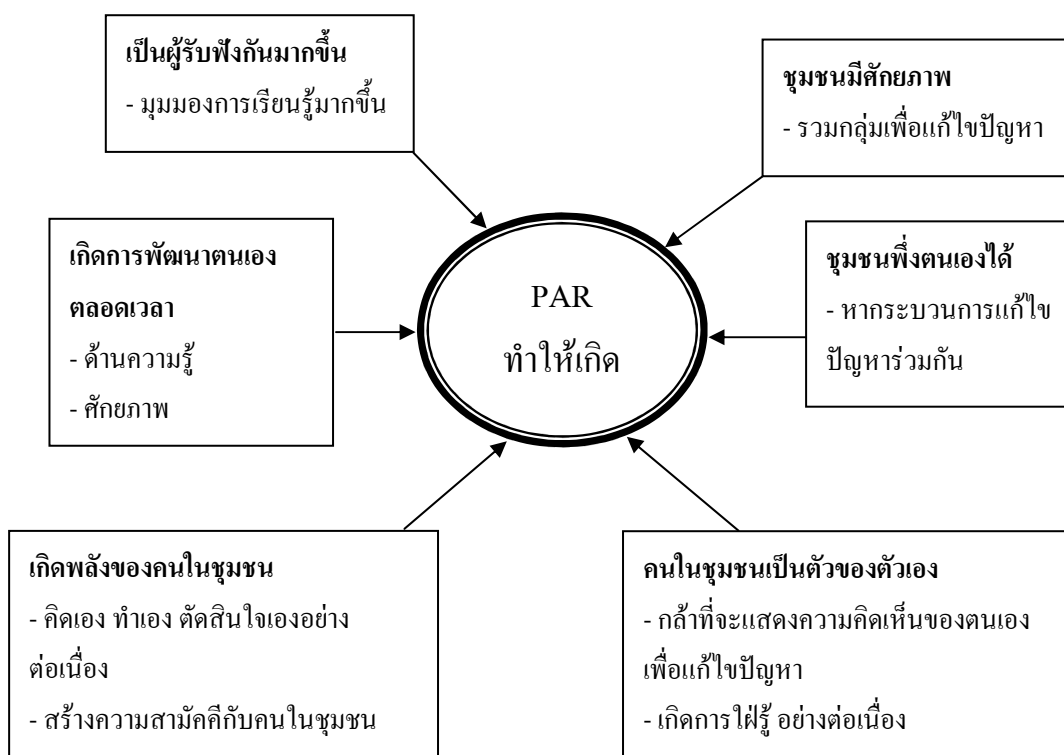 เป็นผู้รับฟังกันมากขึ้น
- มุมมองการเรียนรู้มากขึ้น
ชุมชนมีศักยภาพ
- รวมกลุ่มเพื่อแก้ไขปัญหา
เกิดการพัฒนาตนเอง
ตลอดเวลา
- ด้านความรู้
- ศักยภาพ
PAR
ทำให้เกิด
ชุมชนพึ่งตนเองได้
- หากระบวนการแก้ไข
ปัญหาร่วมกัน
เกิดพลังของคนในชุมชน
- คิดเอง ทำเอง ตัดสินใจเองอย่าง
ต่อเนื่อง
- สร้างความสามัคคีกับคนในชุมชน
คนในชุมชนเป็นตัวของตัวเอง
- กล้าที่จะแสดงความคิดเห็นของตนเอง
เพื่อแก้ไขปัญหา
- เกิดการใฝ่รู้ อย่างต่อเนื่อง